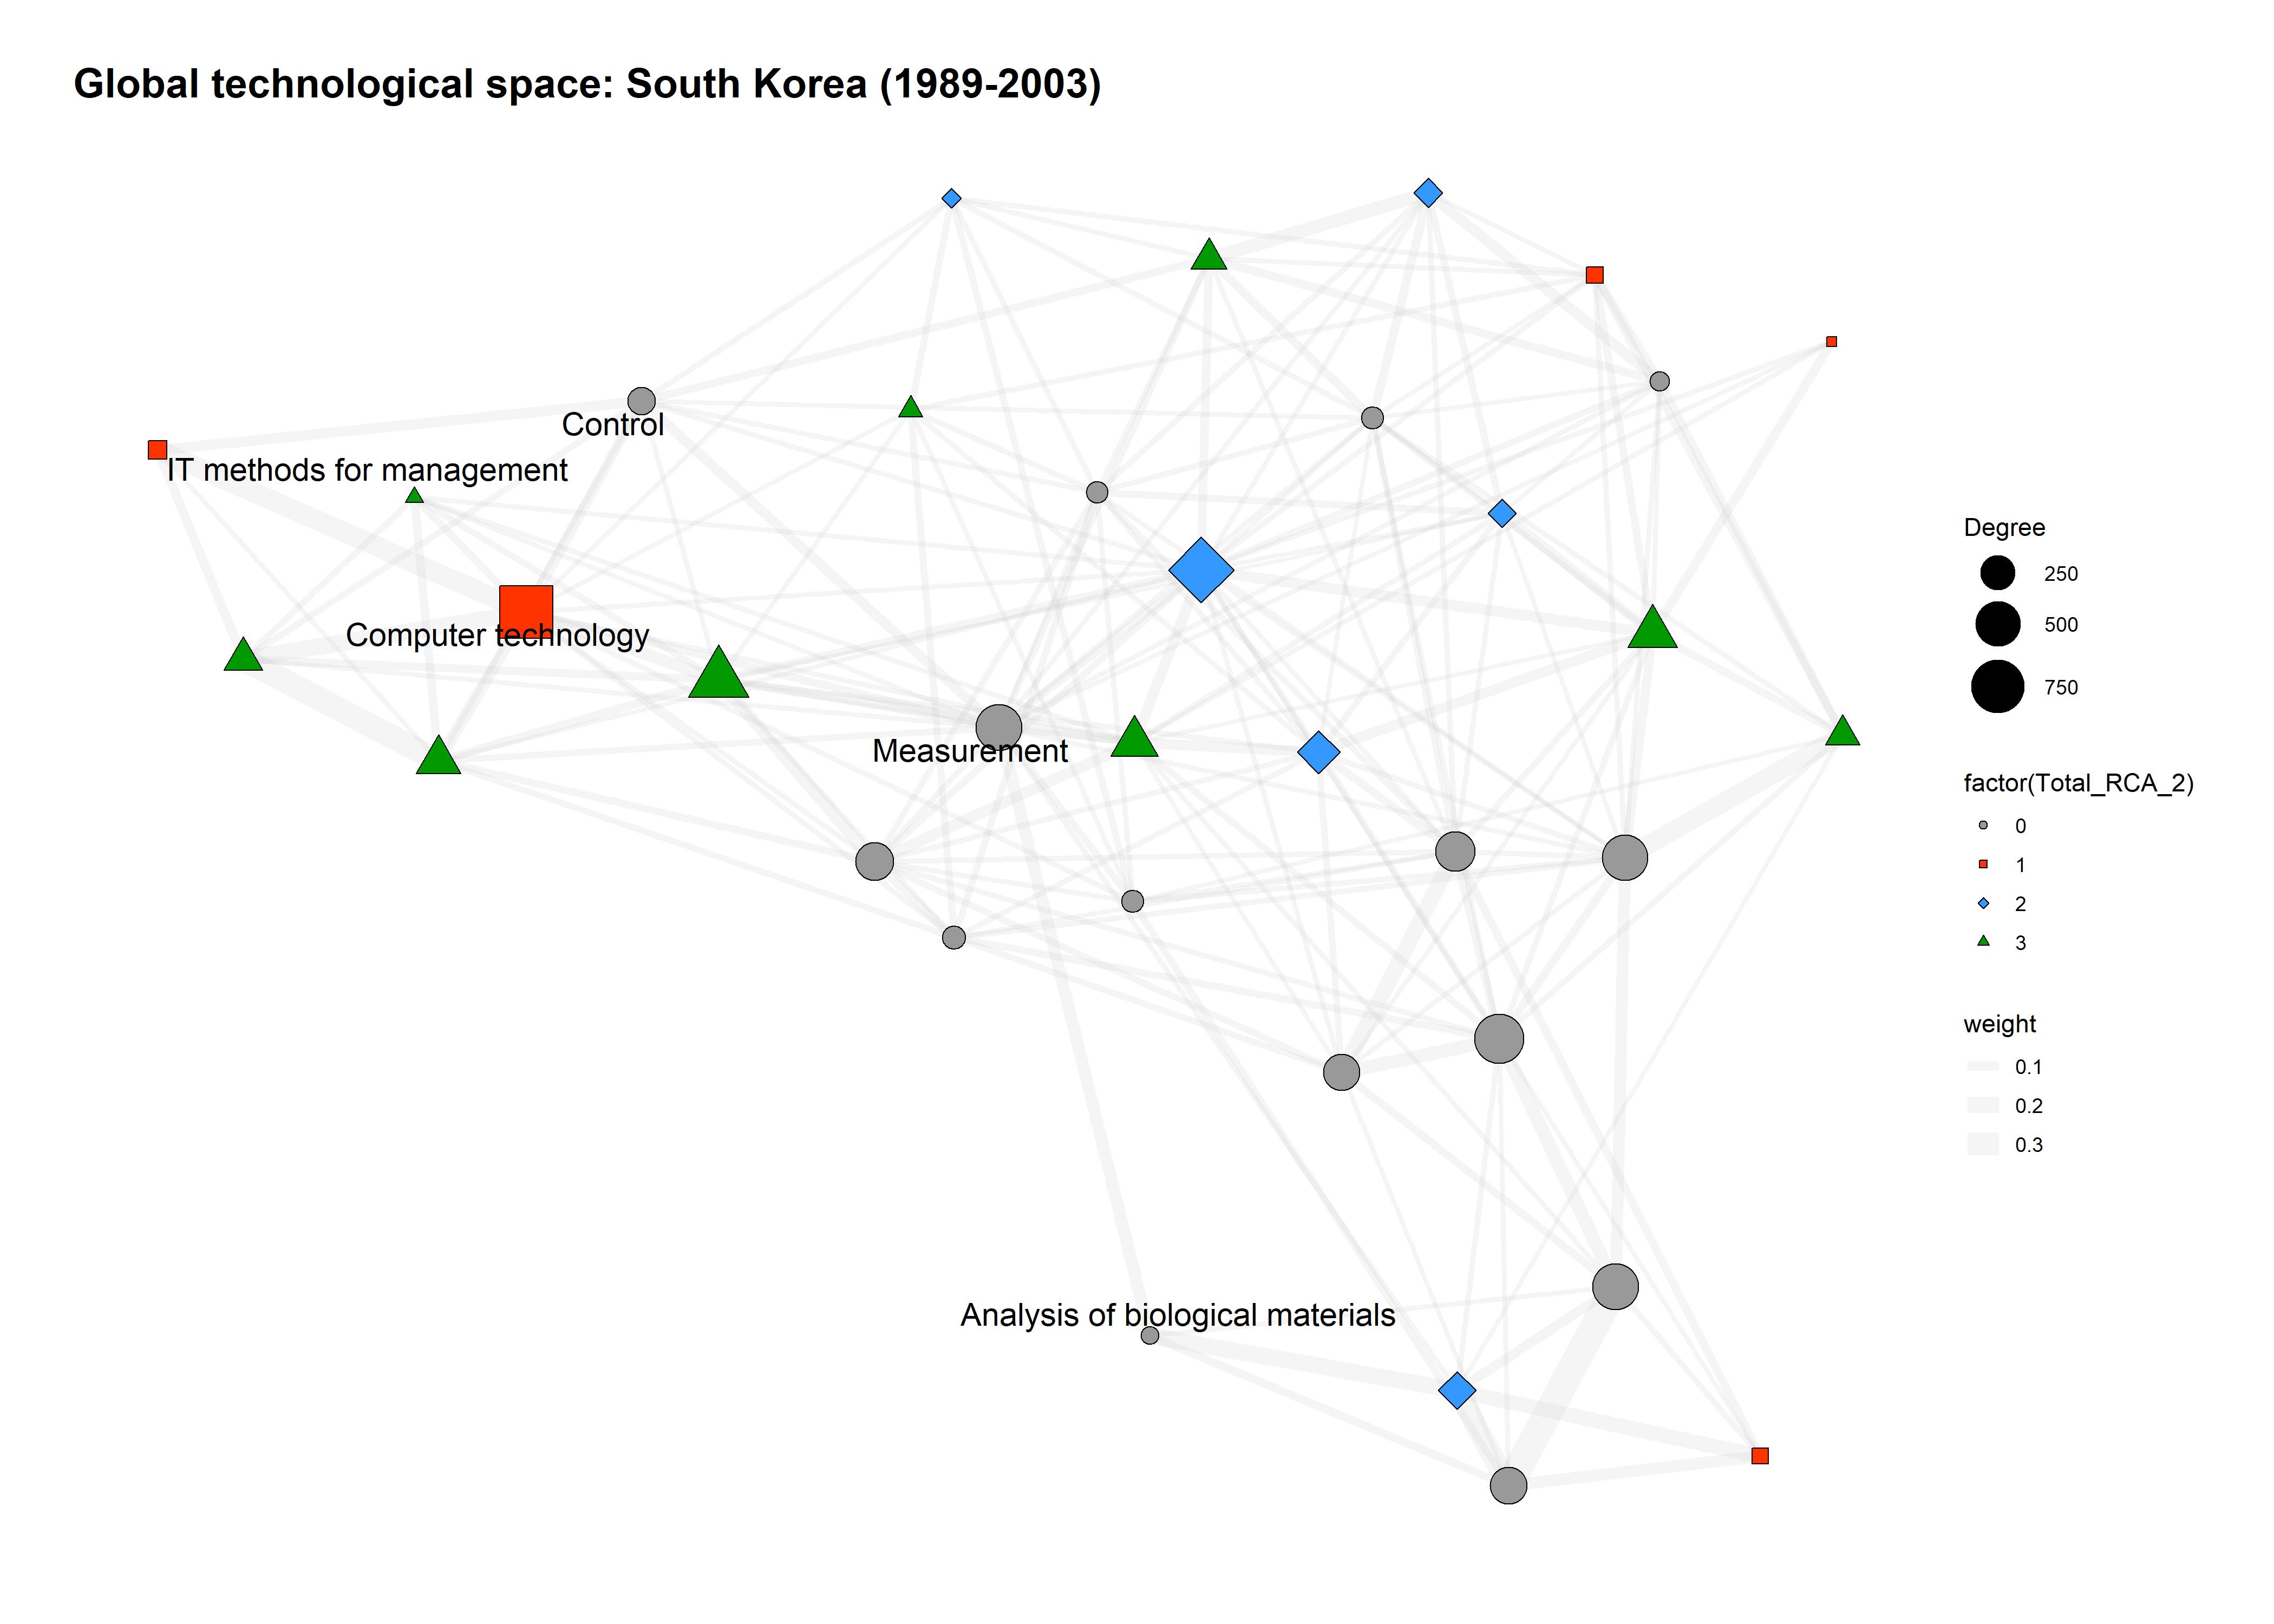 Global technological space: South Korea (1989-2003)
Control
IT methods for management
Computer technology
Measurement
Analysis of biological materials
Degree
250
500
750
factor(Total_RCA_2)
0
1
2
3
weight
0.1
0.2
0.3